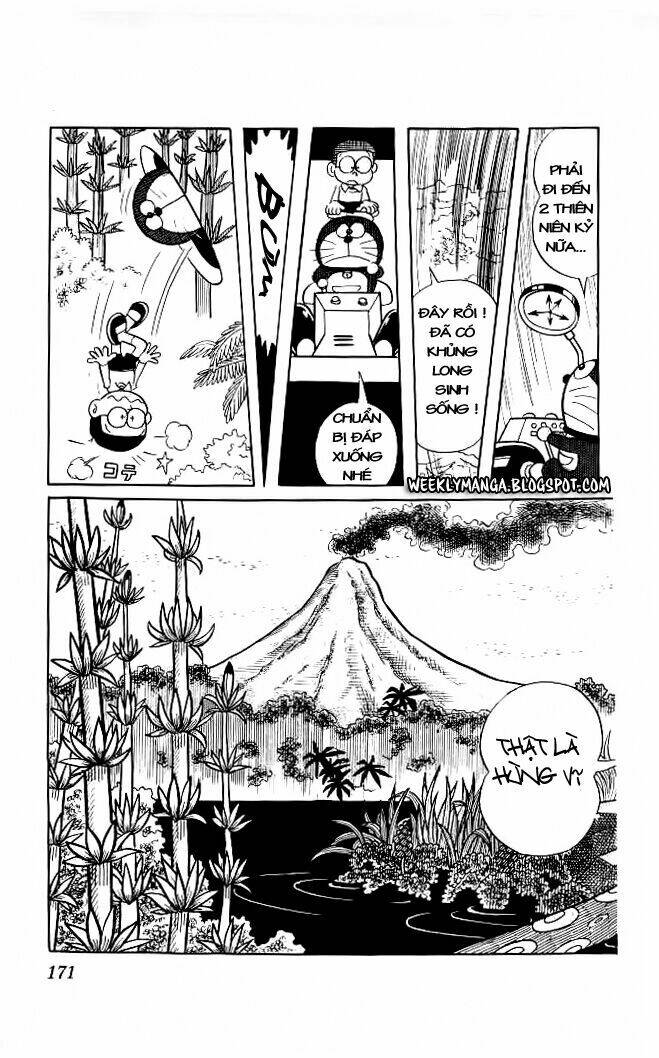 PHẢI
ĐI ĐẾN
2 THIÊN
NIÊN KỶ
NỮA...
ĐÂY RỒI !
ĐÃ CÓ
KHỦNG
LONG
SINH
SỐNG !
CHUẨN
BỊ ĐÁP
XUỐNG
NHÉ
BÙM
コテ
WEEKLYMANGA.BLOGSPOT.COM
THẬT LÀ
HÙNG VĨ
171